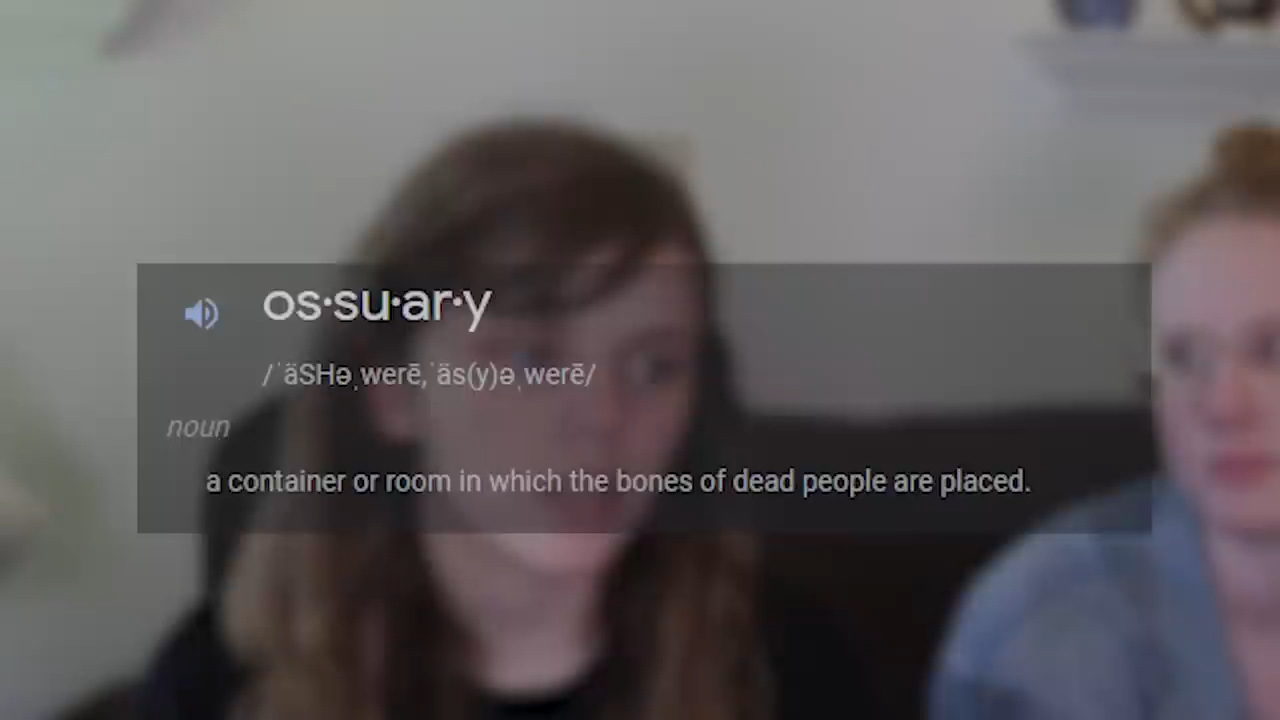 os·su·ar·y
/ˈäSHəˌwerē,ˈäs(y)əˌwerē/
noun
a container or room in which the bones of dead people are placed.